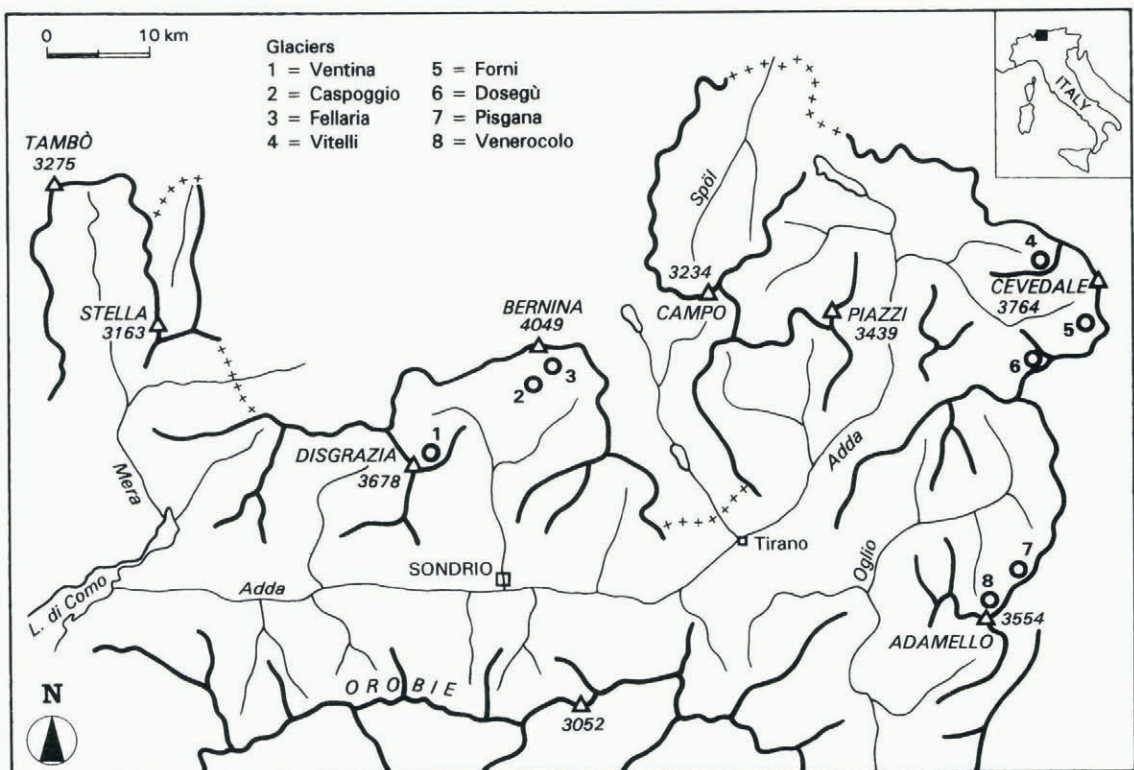 0 10 km
Glaciers
1 = Ventina
2 = Caspoggio
3 = Fellaria
4 = Vitelli
5 = Forni
6 = Dosegù
7 = Pisgana
8 = Venerocolo
ITALY
TAMBÒ
3275
Spöl
STELLA
3163
BERNINA
4049
3234
CAMPO
PIAZZI
3439
4
CEVEDALE
3764
5
6
2
3
1
DISGRAZIA
3678
Mera
Adda
Tirano
Oglio
7
8
3554
ADAMELLO
SONDRIO
Adda
L. di Como
OROBIE
3052
N